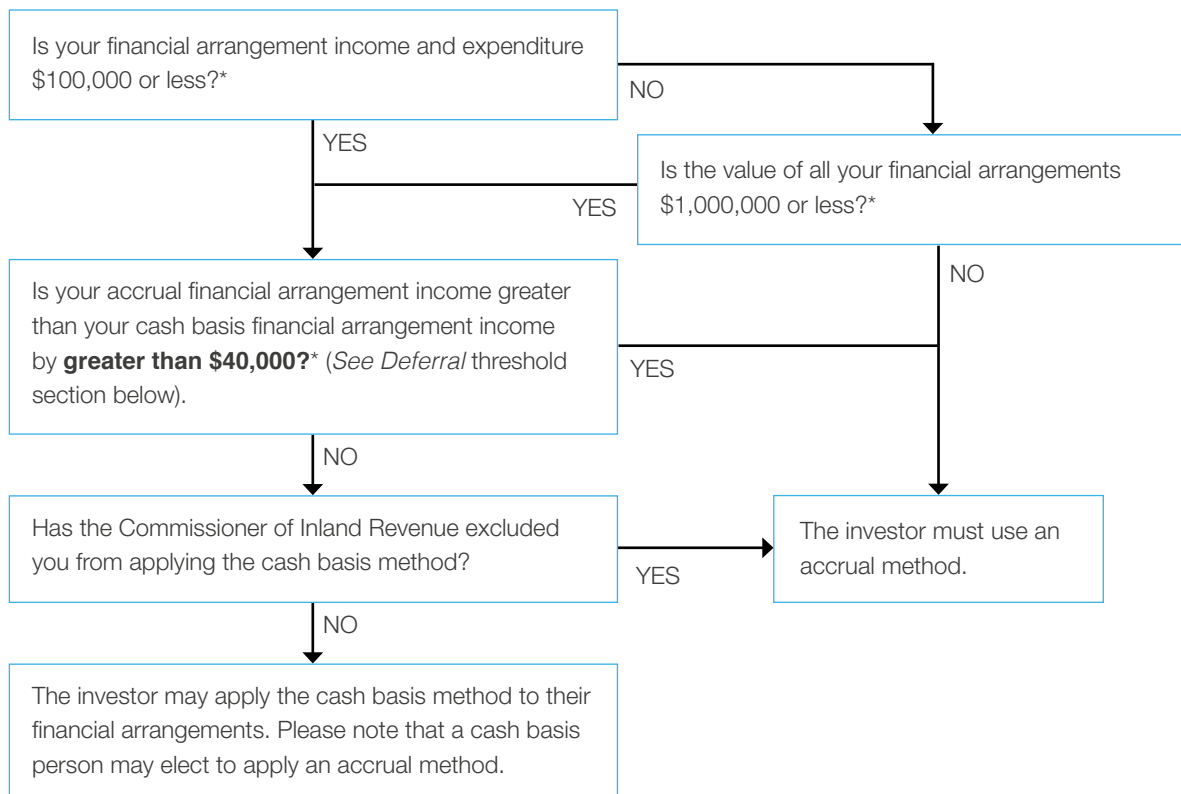 Is your financial arrangement income and expenditure
$100,000 or less?*
NO
YES
Is the value of all your financial arrangements
$1,000,000 or less?*
YES
NO
Is your accrual financial arrangement income greater
than your cash basis financial arrangement income
by greater than $40,000?* (See Deferral threshold
section below).
YES
NO
Has the Commissioner of Inland Revenue excluded
you from applying the cash basis method?
YES
The investor must use an
accrual method.
NO
The investor may apply the cash basis method to their
financial arrangements. Please note that a cash basis
person may elect to apply an accrual method.